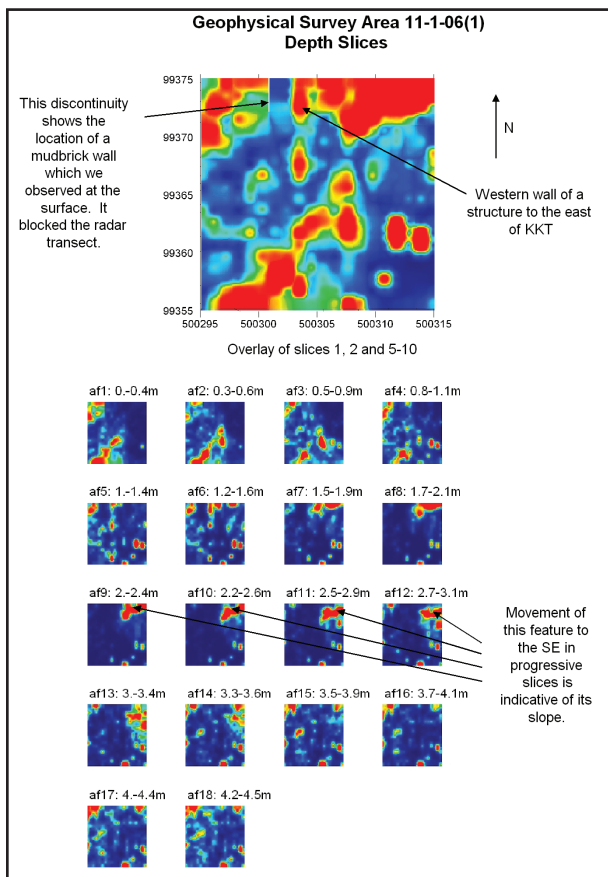 Geophysical Survey Area 11-1-06(1)
Depth Slices
This discontinuity
shows the
location of a
mudbrick wall
which we
observed at the
surface. It
blocked the radar
transect.
99375
99370
99365
99360
99355
500295 500300 500305 500310 500315
N
Western wall of a
structure to the east
of KKT
Overlay of slices 1, 2 and 5-10
af1: 0.-0.4m af2: 0.3-0.6m af3: 0.5-0.9m af4: 0.8-1.1m
af5: 1.-1.4m af6: 1.2-1.6m af7: 1.5-1.9m af8: 1.7-2.1m
af9: 2.-2.4m af10: 2.2-2.6m af11: 2.5-2.9m af12: 2.7-3.1m
Movement of
this feature to
the SE in
progressive
slices is
indicative of its
slope.
af13: 3.-3.4m af14: 3.3-3.6m af15: 3.5-3.9m af16: 3.7-4.1m
af17: 4.-4.4m af18: 4.2-4.5m